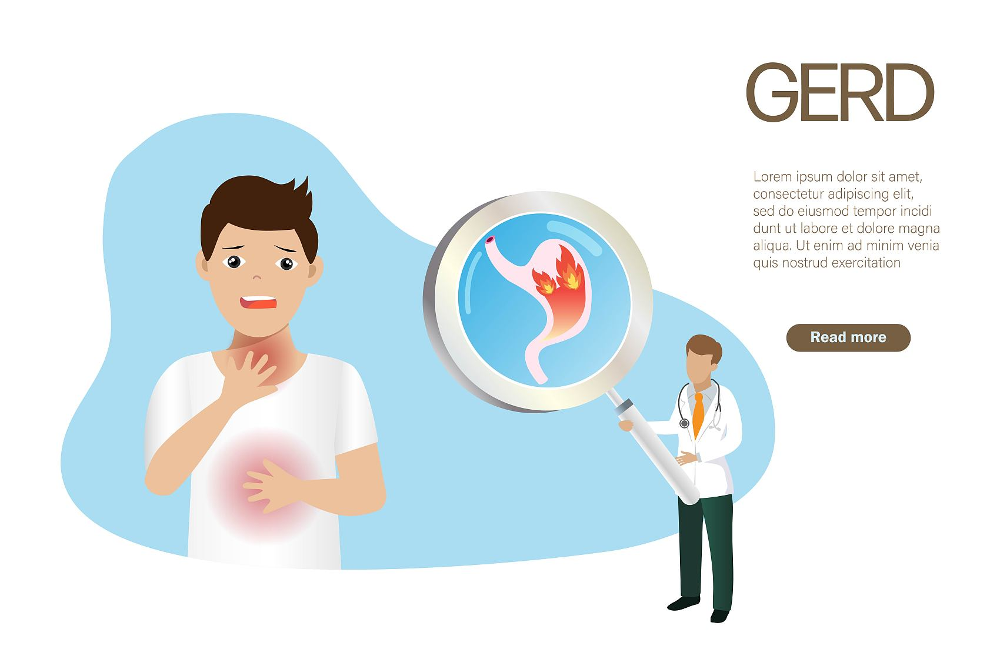 GERD
Lorem ipsum dolor sit amet,
consectetur adipiscing elit,
sed do eiusmod tempor incidi
dunt ut labore et dolore magna
aliqua. Ut enim ad minim venia
quis nostrud exercitation
Read more